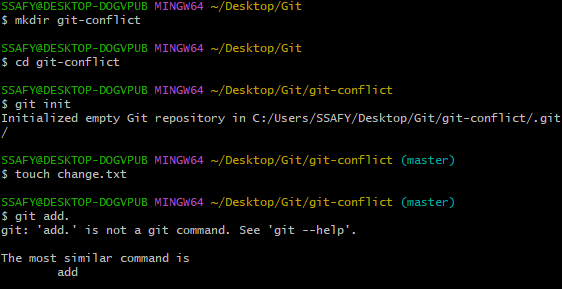 SSAFY@DESKTOP-DOGVPUB MINGW64 ~/Desktop/Git
$ mkdir git-conflict

SSAFY@DESKTOP-DOGVPUB MINGW64 ~/Desktop/Git
$ cd git-conflict

SSAFY@DESKTOP-DOGVPUB MINGW64 ~/Desktop/Git/git-conflict
$ git init
Initialized empty Git repository in C:/Users/SSAFY/Desktop/Git/git-conflict/.git
/

SSAFY@DESKTOP-DOGVPUB MINGW64 ~/Desktop/Git/git-conflict (master)
$ touch change.txt

SSAFY@DESKTOP-DOGVPUB MINGW64 ~/Desktop/Git/git-conflict (master)
$ git add.
git: 'add.' is not a git command. See 'git --help'.

The most similar command is
        add